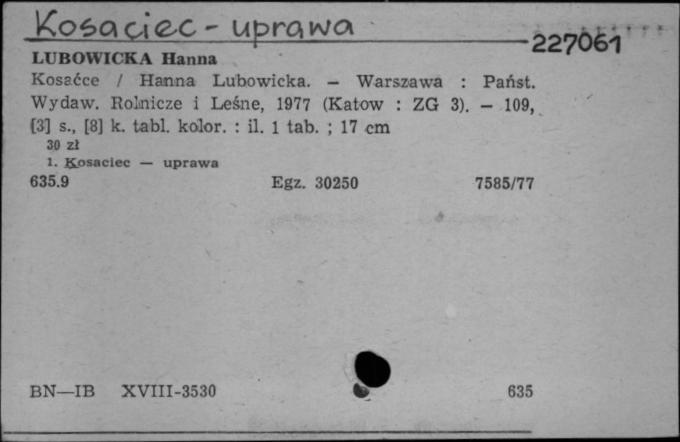 Kosaciec - uprawa
227061
LUBOWICKA Hanna
Kosaćce / Hanna Lubowicka. — Warszawa : Państ.
Wydaw. Rolnicze i Leśne, 1977 (Katow : ZG 3). — 109,
[3] s., [8] k. tabl. kolor. : il. 1 tab. ; 17 cm
30 zł
1. Kosaciec — uprawa
635.9 Egz. 30250 7585/77
BN—IB XVIII-3530 635